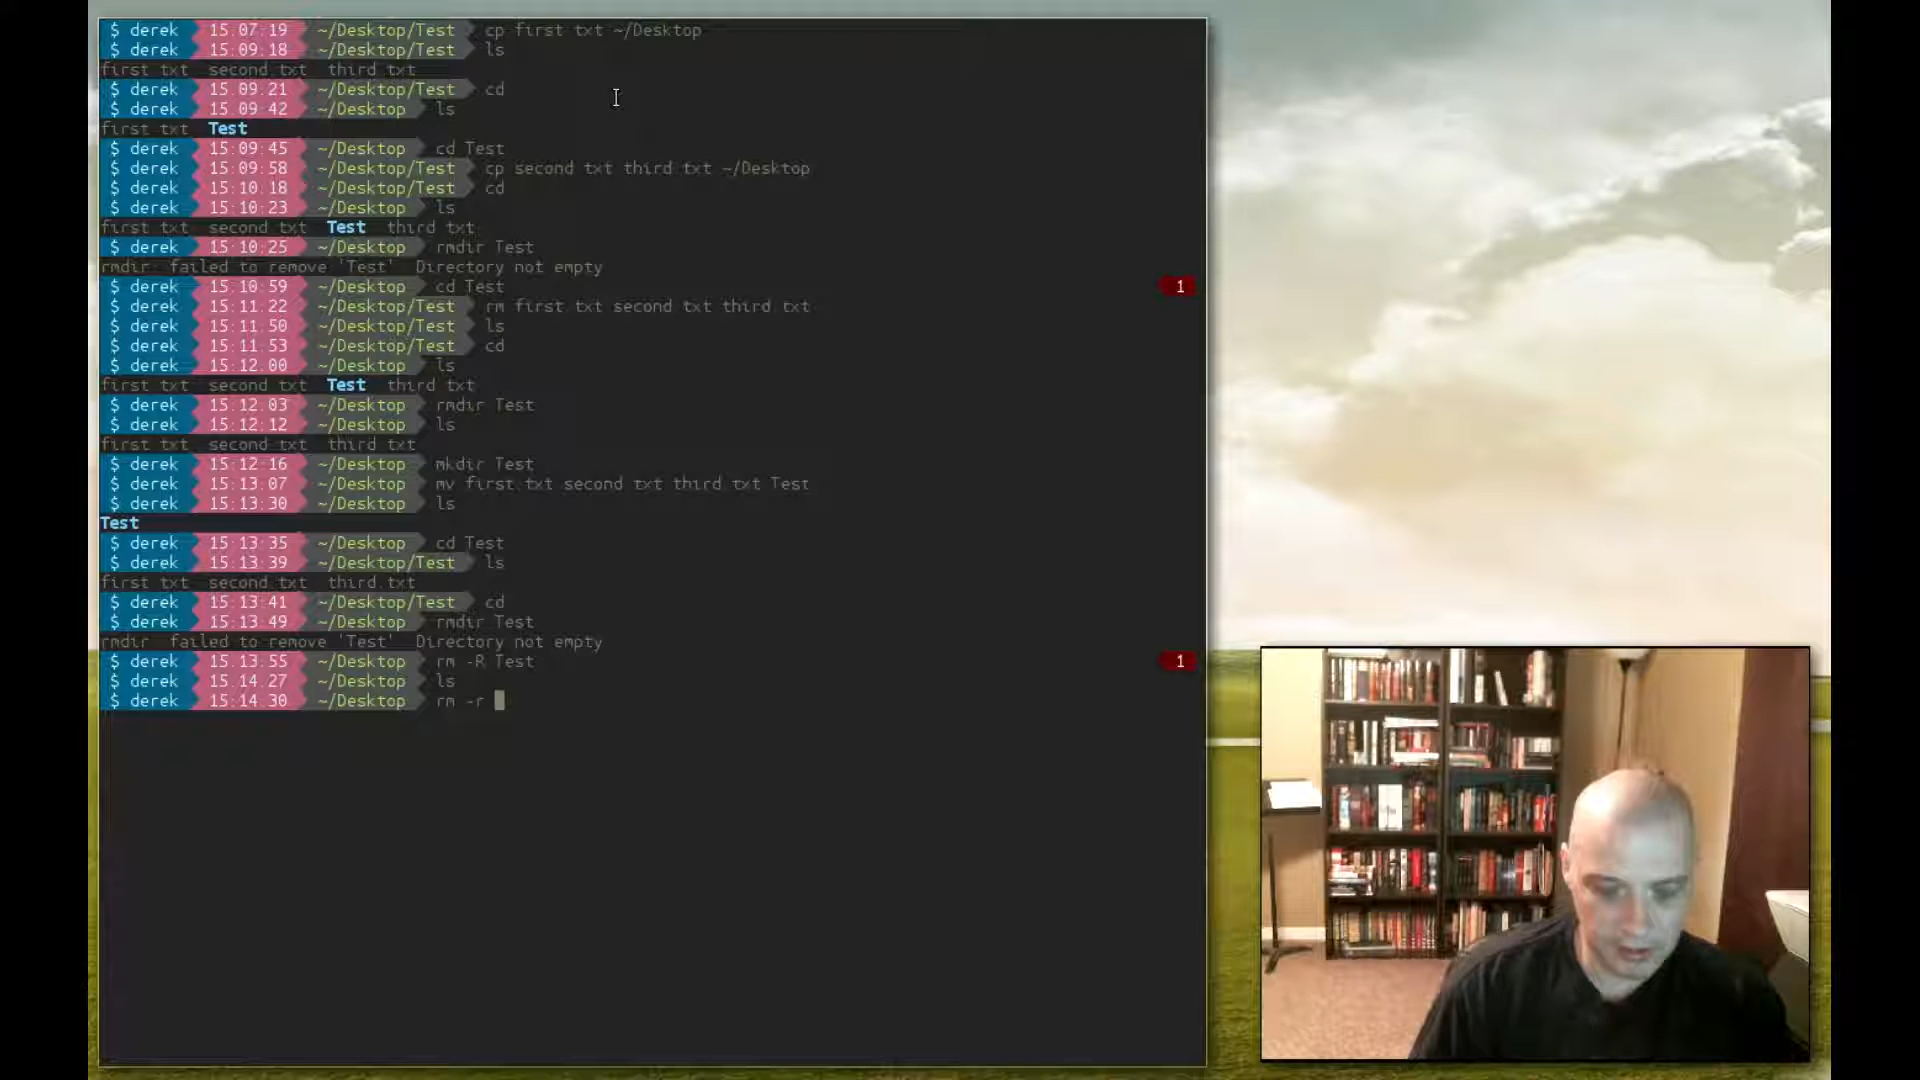 $ derek 15:07:19 ~/Desktop/Test cp first txt ~/Desktop
$ derek 15:09:18 ~/Desktop/Test ls
first txt second txt third txt
$ derek 15:09:21 ~/Desktop/Test cd
$ derek 15:09:42 ~/Desktop ls
first txt Test
$ derek 15:09:45 ~/Desktop cd Test
$ derek 15:09:58 ~/Desktop/Test cp second txt third txt ~/Desktop
$ derek 15:10:18 ~/Desktop/Test cd
$ derek 15:10:23 ~/Desktop ls
first txt second txt Test third txt
$ derek 15:10:25 ~/Desktop rmdir Test
rmdir failed to remove 'Test' Directory not empty
$ derek 15:10:59 ~/Desktop cd Test 1
$ derek 15:11:22 ~/Desktop/Test rm first txt second txt third txt
$ derek 15:11:50 ~/Desktop/Test ls
$ derek 15:11:53 ~/Desktop/Test cd
$ derek 15:12:00 ~/Desktop ls
first txt second txt Test third txt
$ derek 15:12:03 ~/Desktop rmdir Test
$ derek 15:12:12 ~/Desktop ls
first txt second txt third txt
$ derek 15:12:16 ~/Desktop mkdir Test
$ derek 15:13:07 ~/Desktop mv first txt second txt third txt Test
$ derek 15:13:30 ~/Desktop ls
Test
$ derek 15:13:35 ~/Desktop cd Test
$ derek 15:13:39 ~/Desktop/Test ls
first txt second txt third.txt
$ derek 15:13:41 ~/Desktop/Test cd
$ derek 15:13:49 ~/Desktop rmdir Test
rmdir failed to remove 'Test' Directory not empty
$ derek 15:13:55 ~/Desktop rm -R Test 1
$ derek 15:14:27 ~/Desktop ls
$ derek 15:14:30 ~/Desktop rm -r